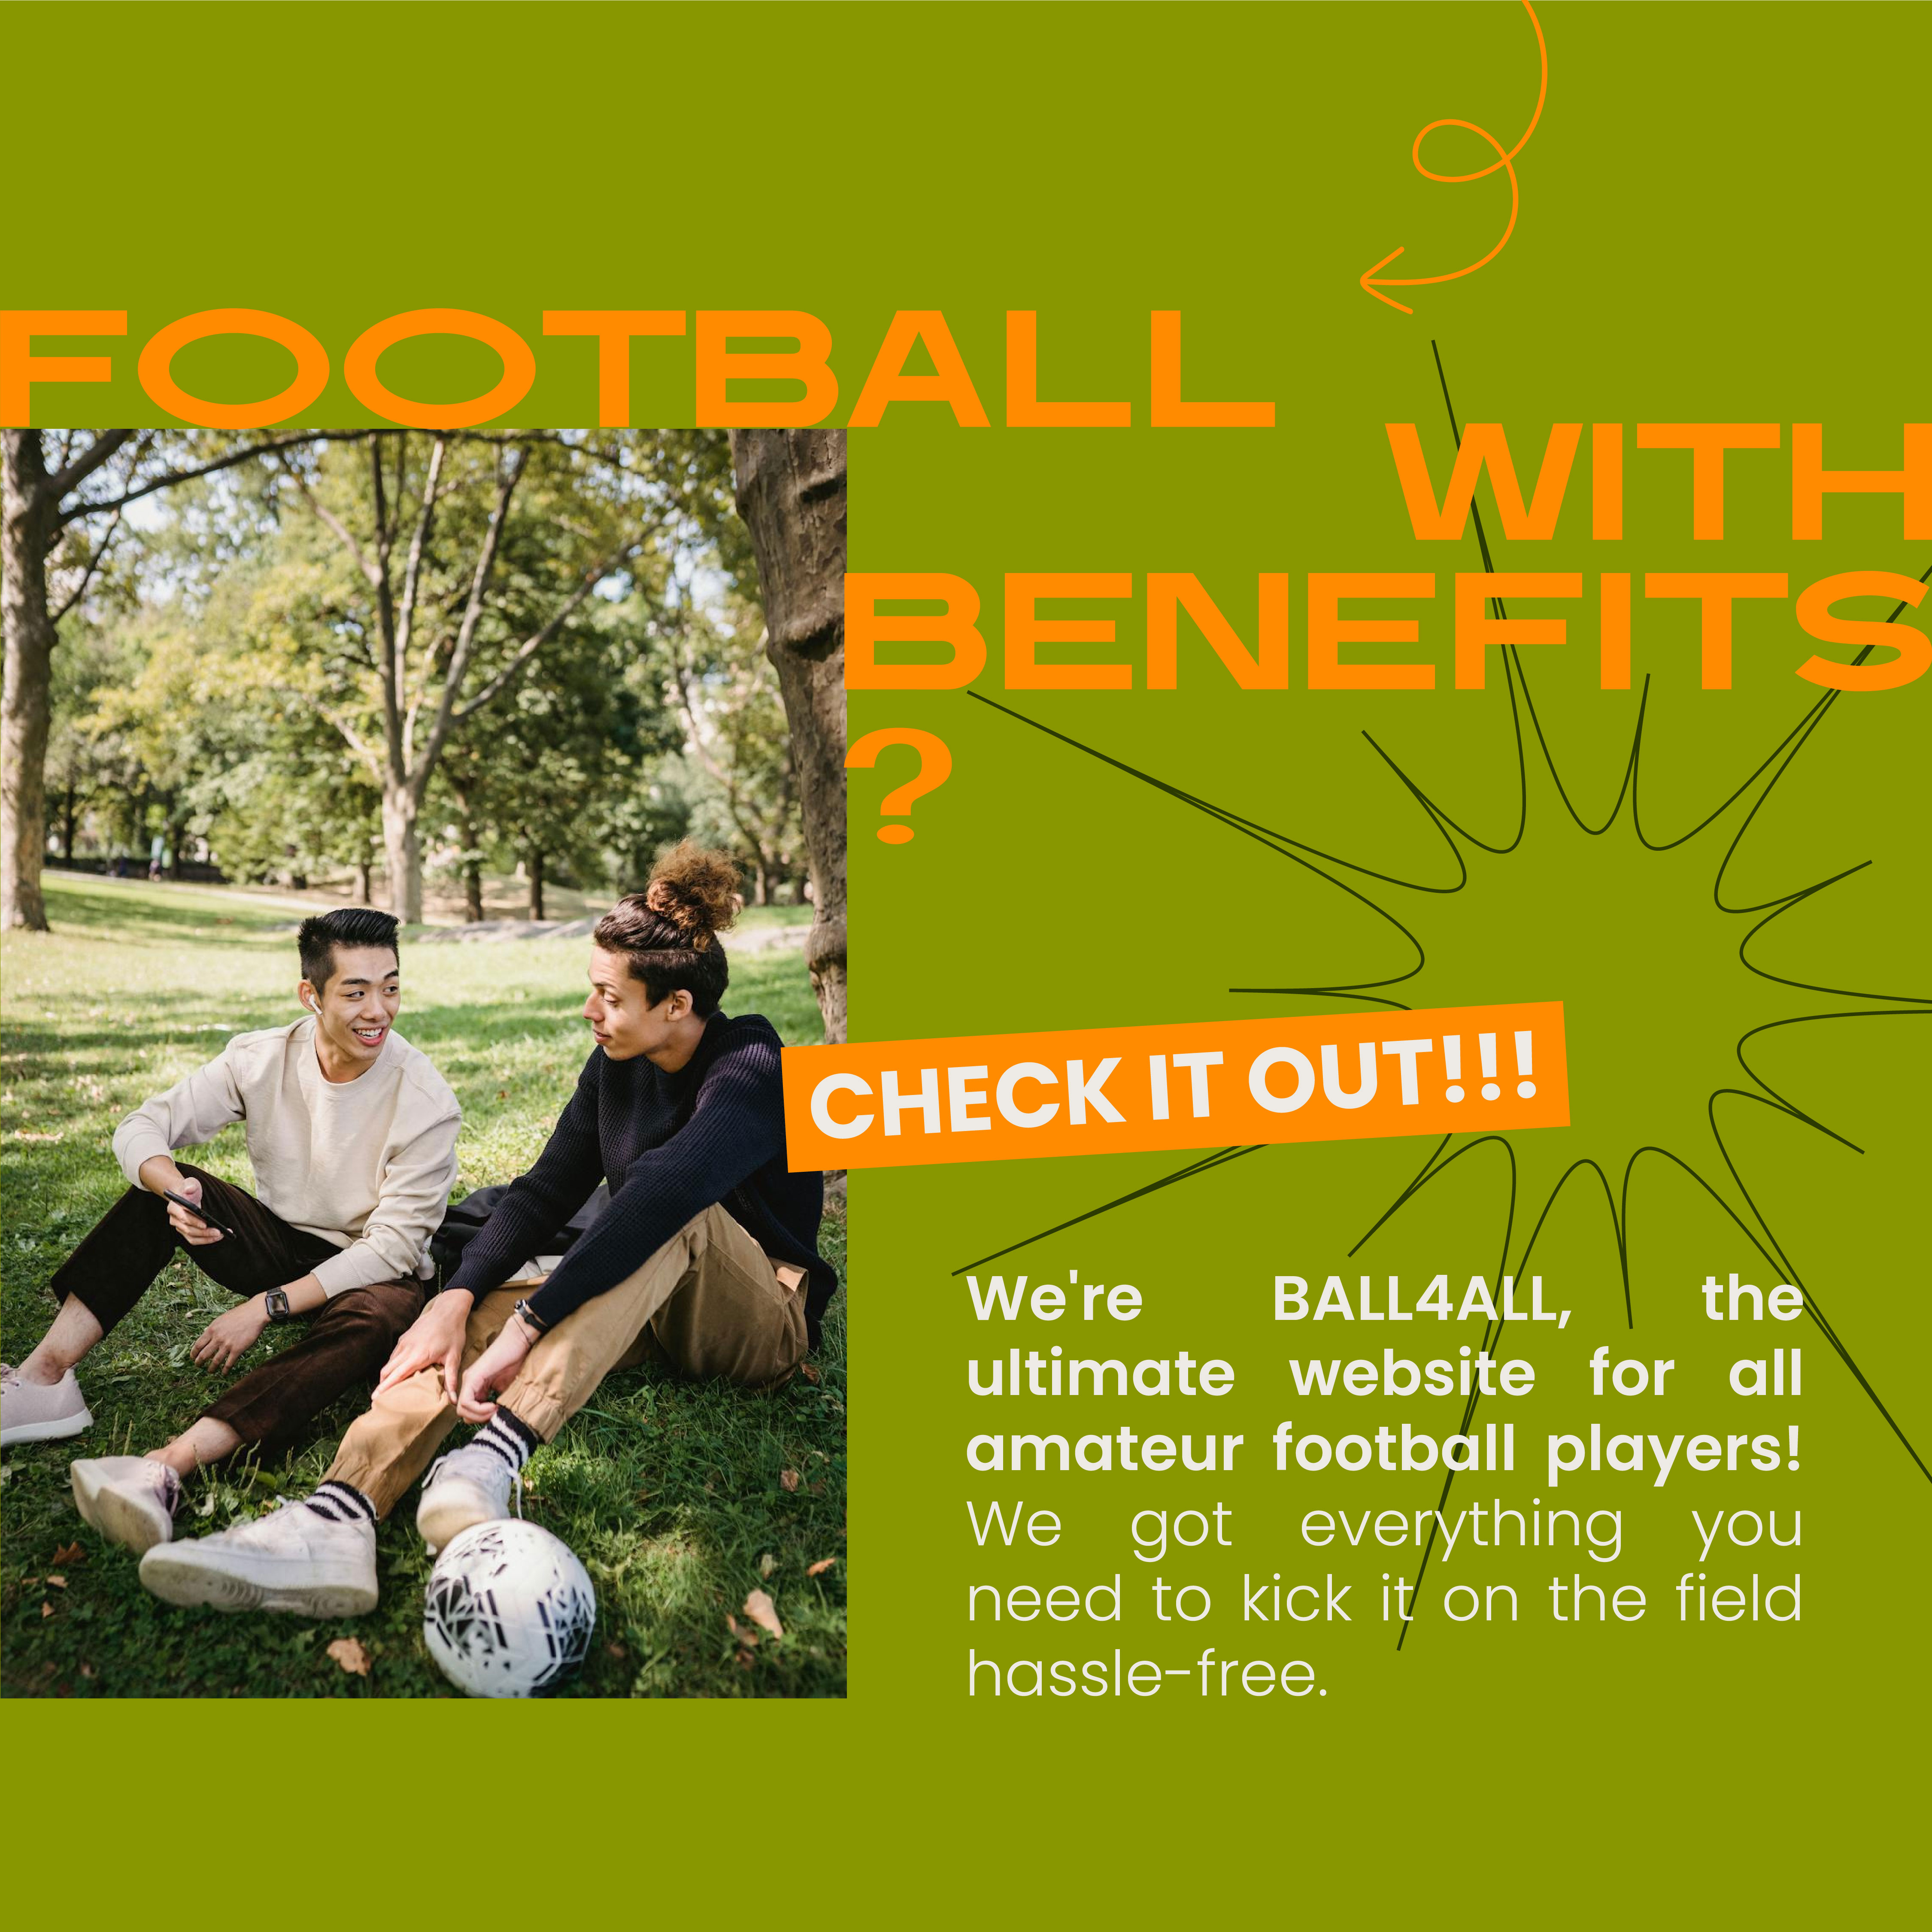 FOOTBALL
WITH
BENEFITS
?
CHECK IT OUT!!!
We're BALL4ALL, the
ultimate website for all
amateur football players!
We got everything you
need to kick it on the field
hassle-free.